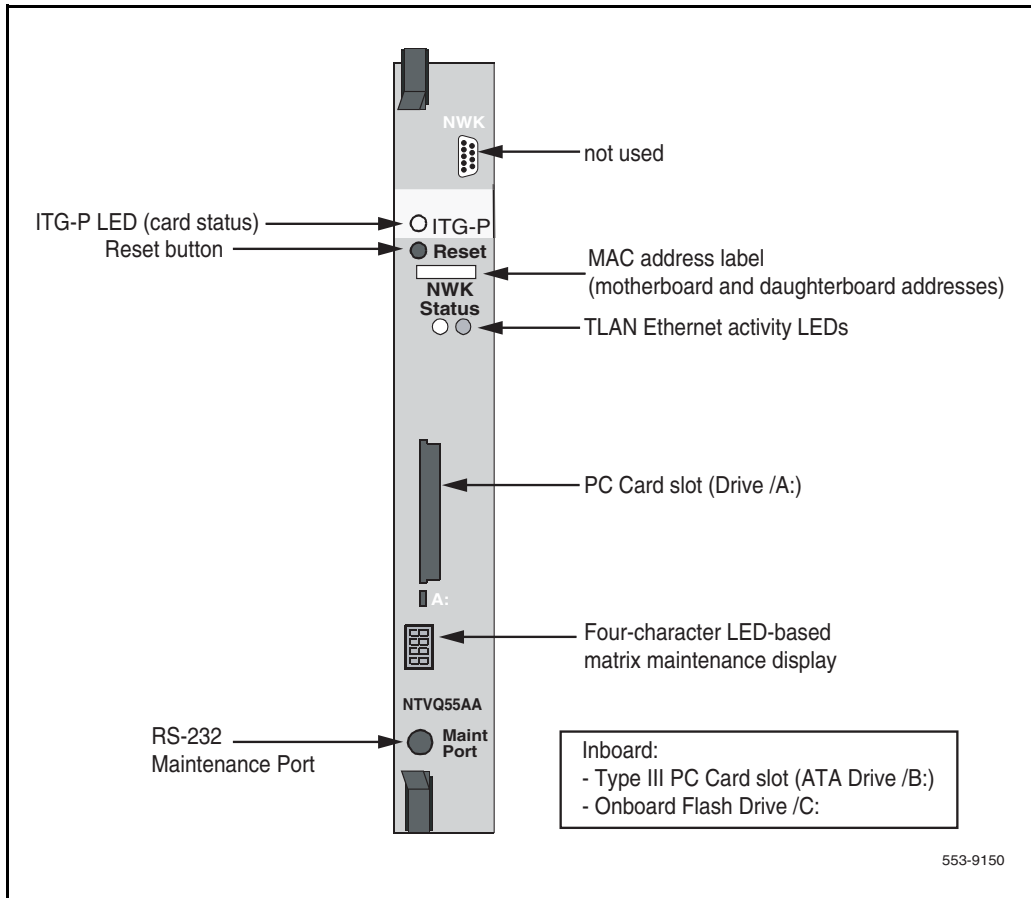 NWK
not used
ITG-P LED (card status)
ITG-P
Reset button
Reset
MAC address label
(motherboard and daughterboard addresses)
NWK
Status
TLAN Ethernet activity LEDs
PC Card slot (Drive /A:)
A:
Four-character LED-based
matrix maintenance display
NTVQ55AA
RS-232
Maintenance Port
Maint
Port
Inboard:
- Type III PC Card slot (ATA Drive /B:)
- Onboard Flash Drive /C:
553-9150